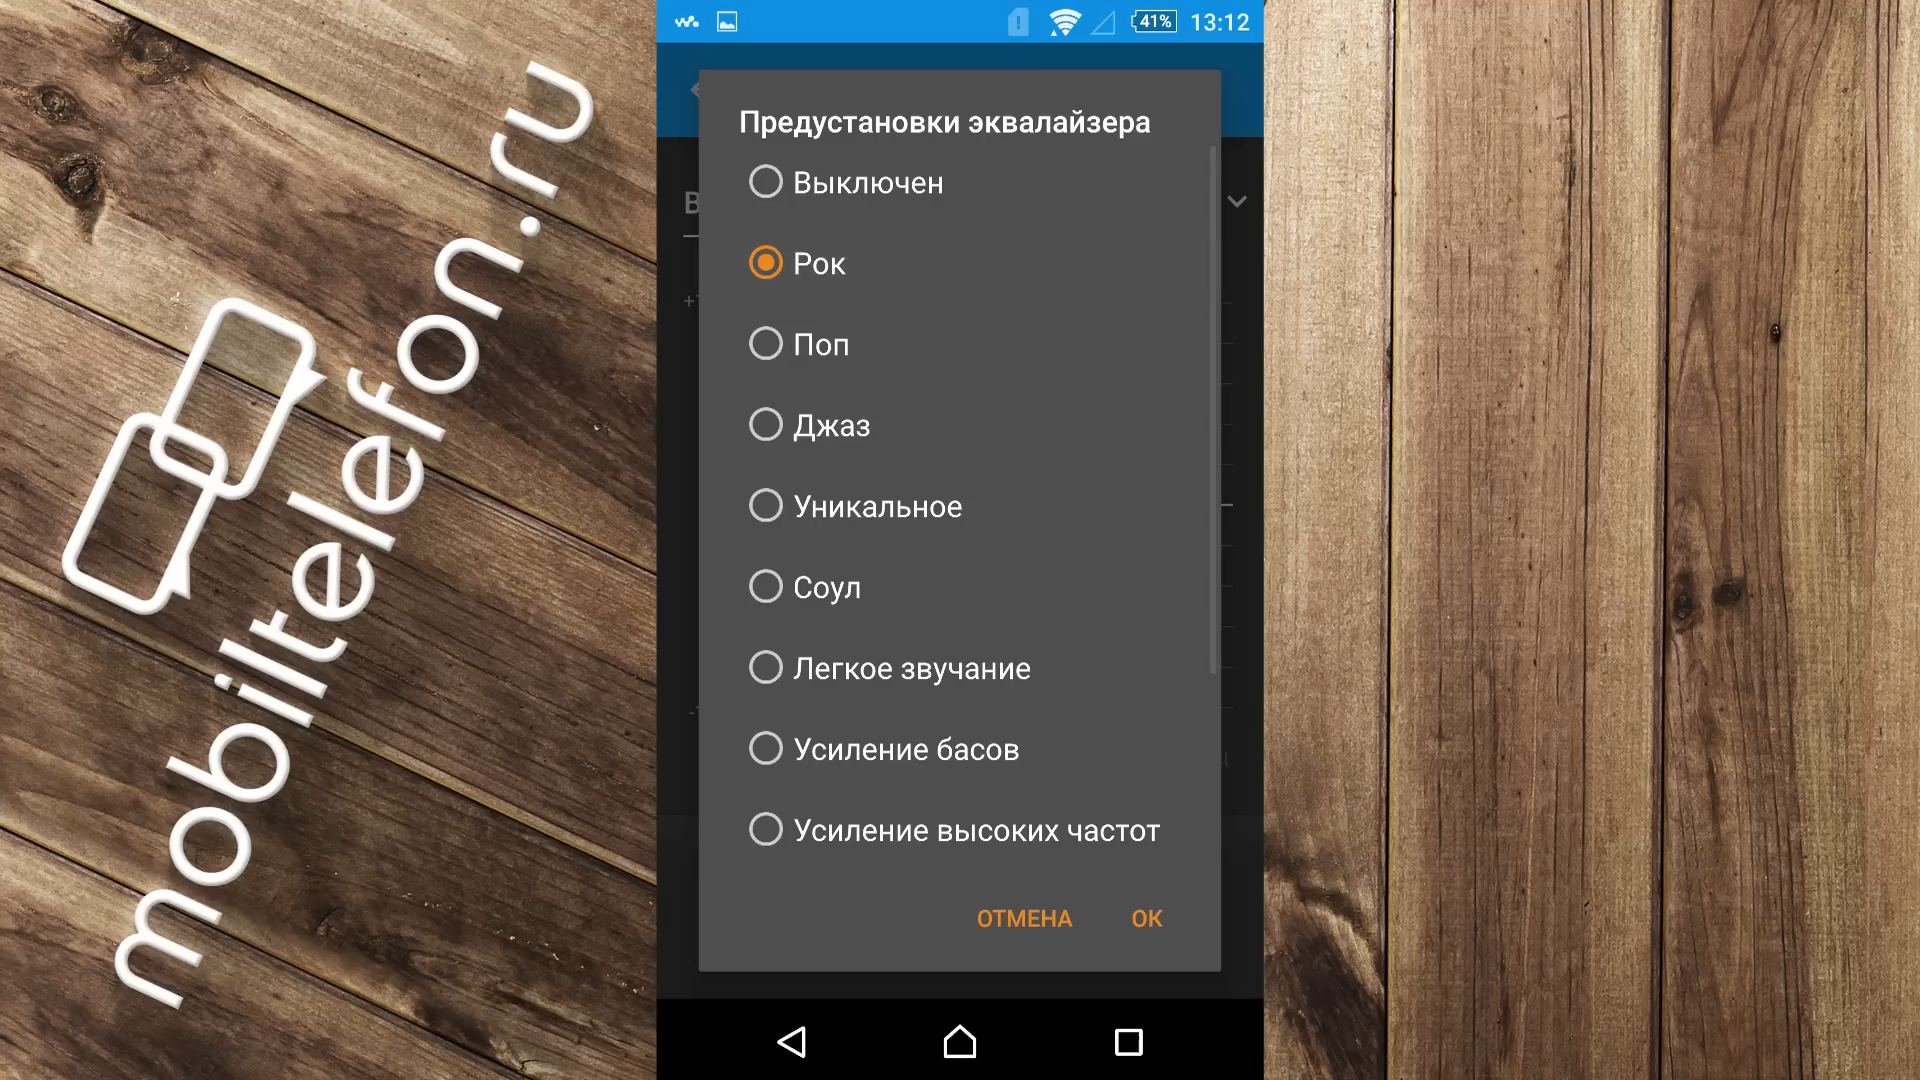 mobiltelefon.ru
41% 13:12
Предустановки эквалайзера
Выключен
Рок
Поп
Джаз
Уникальное
Соул
Легкое звучание
Усиление басов
Усиление высоких частот
ОТМЕНА ОК